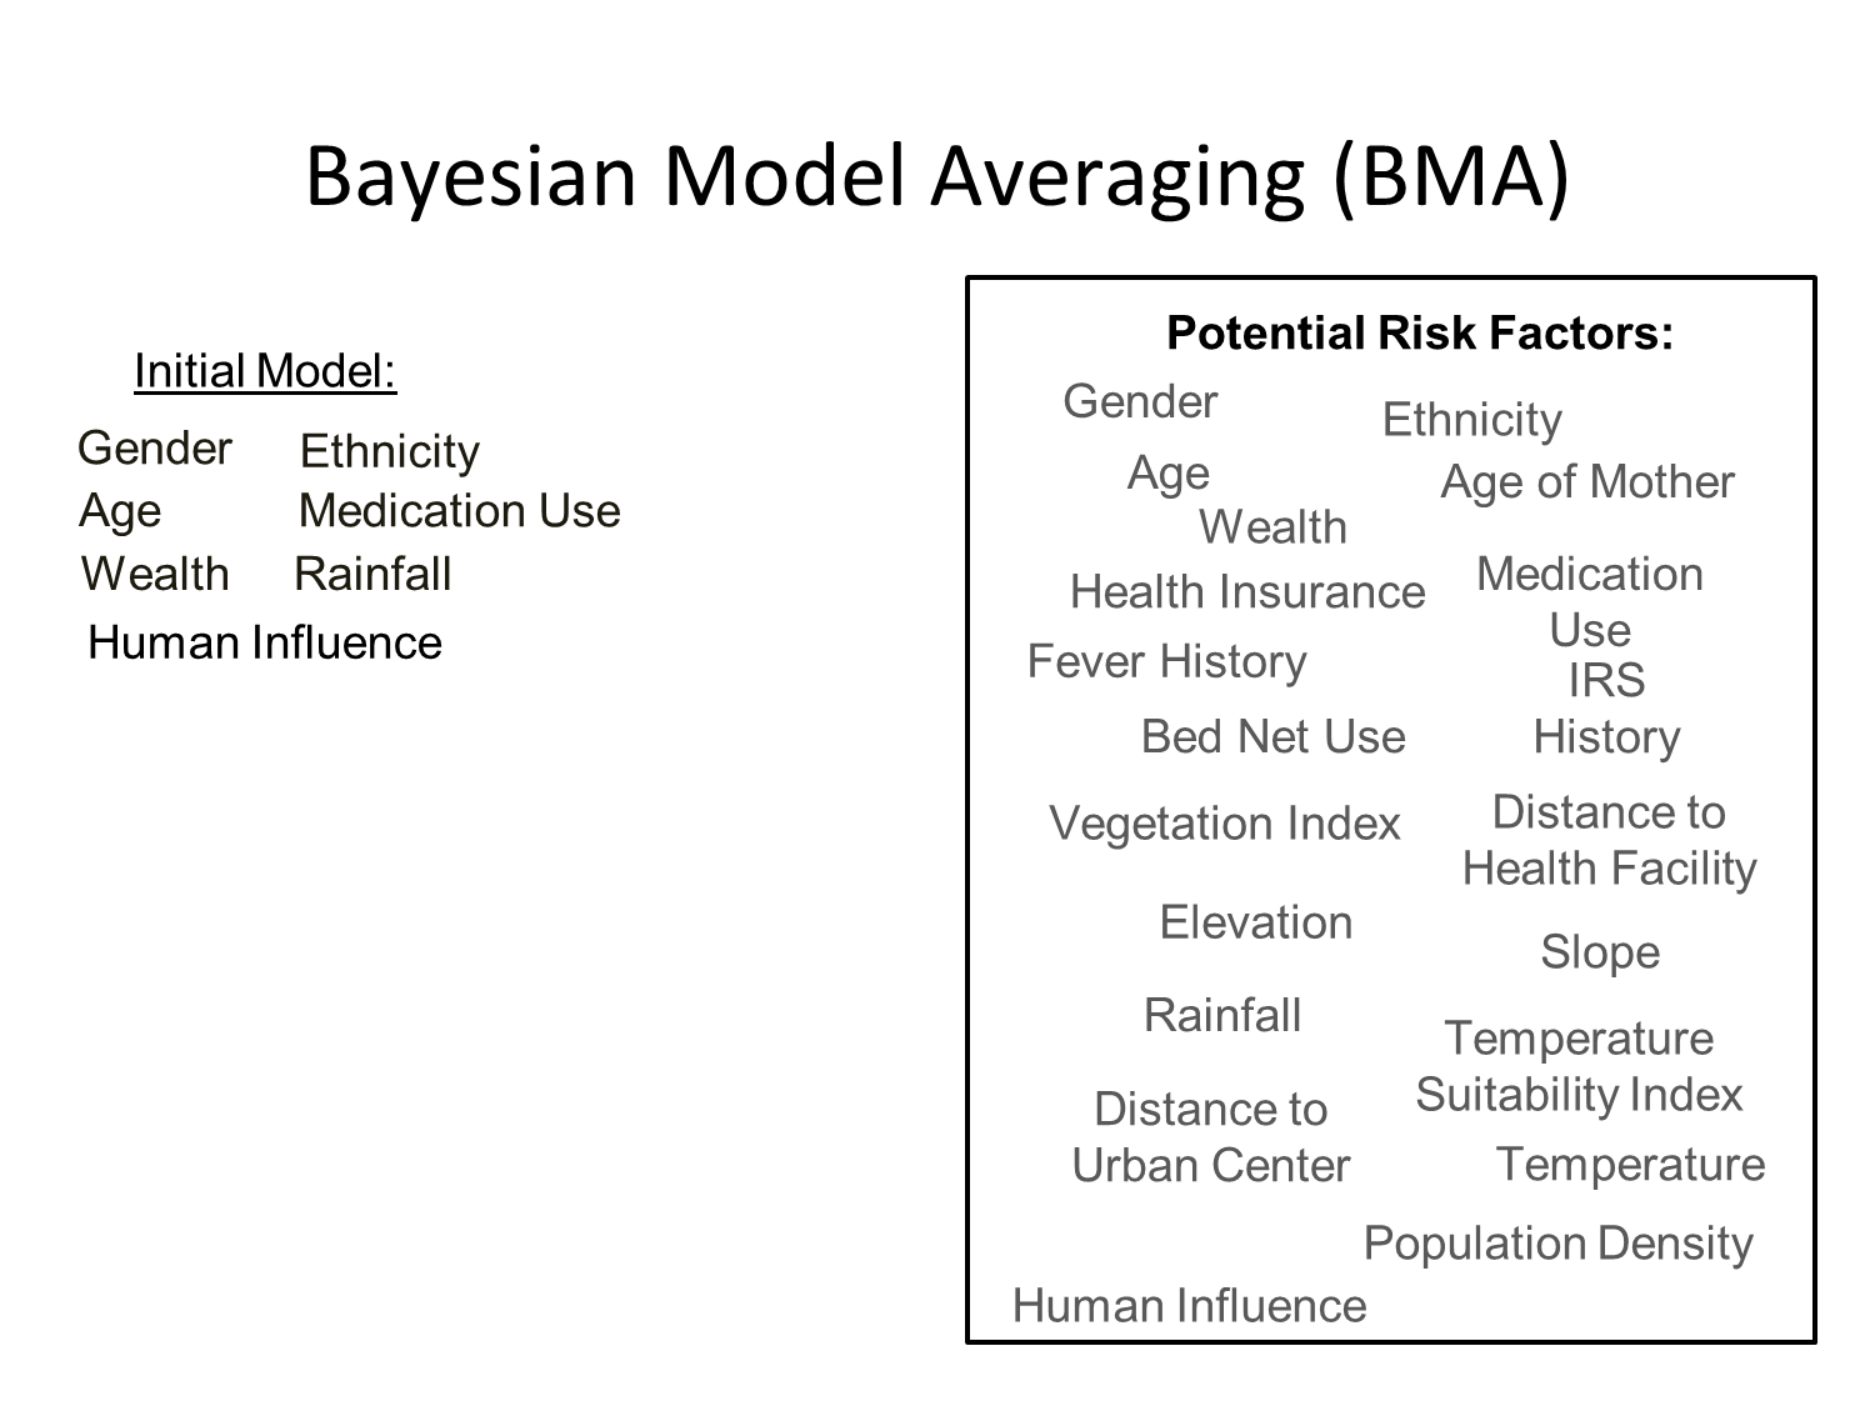 Bayesian Model Averaging (BMA)
Initial Model:
Gender Ethnicity
Age Medication Use
Wealth Rainfall
Human Influence
Potential Risk Factors:
Gender
Ethnicity
Age
Age of Mother
Wealth
Health Insurance
Medication
Use
Fever History
IRS
History
Bed Net Use
Vegetation Index
Distance to
Health Facility
Elevation
Slope
Rainfall
Temperature
Suitability Index
Distance to
Urban Center
Temperature
Population Density
Human Influence